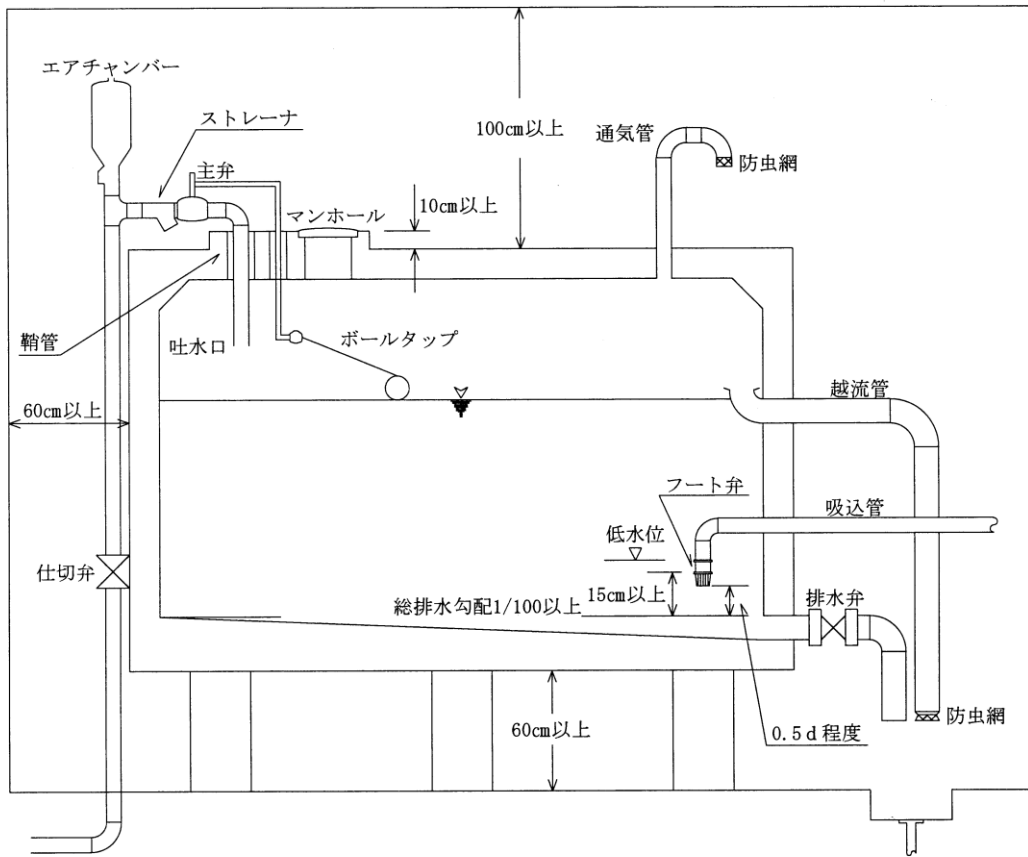 エアチャンバー
ストレーナ
主弁
100cm以上
通気管
防虫網
10cm以上
マンホール
鞘管
吐水口
ボールタップ
60cm以上
越流管
フート弁
吸込管
低水位
仕切弁
15cm以上
総排水勾配1/100以上
排水弁
60cm以上
防虫網
0.5d程度